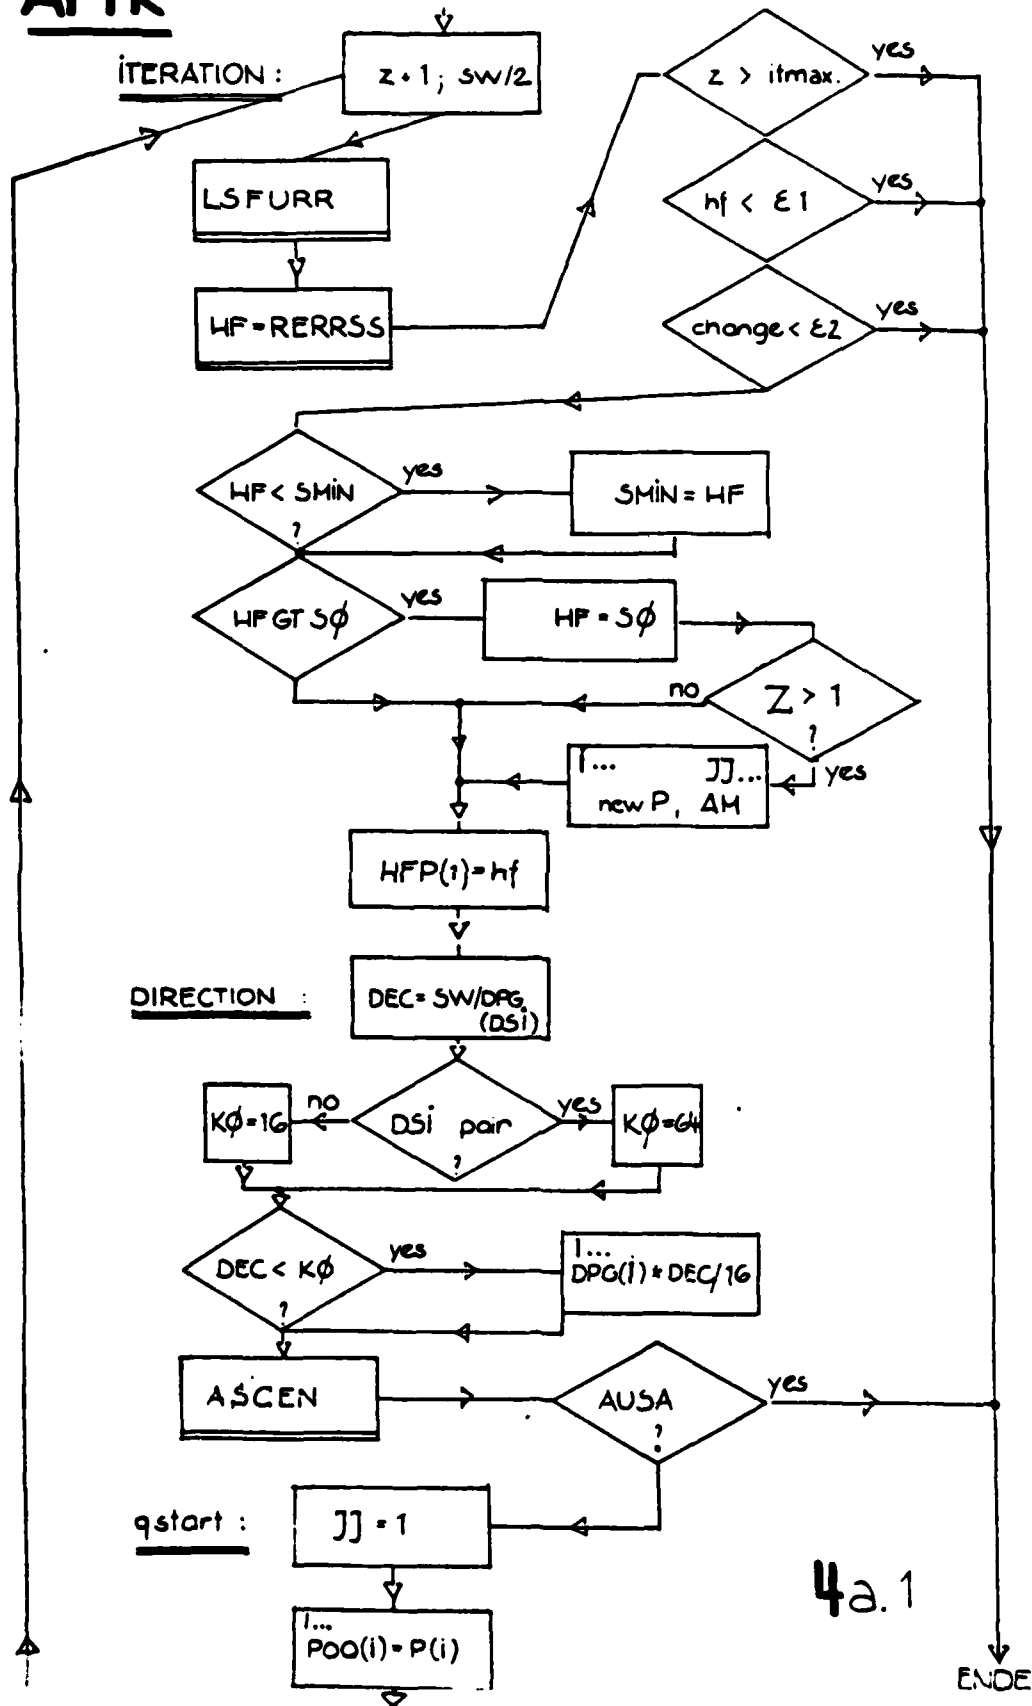 iTERATION :
z + 1 ; sw/2
LSFURR
HF = RERRSS
z > itmax.
yes
hf < ε1
yes
change < ε2
yes
HF < SMiN
?
yes
SMiN = HF
HF GT SØ
yes
HF = SØ
Z > 1
?
no
yes
i... JJ...
new P, AM
HFP(1) = hf
DIRECTION :
DEC = SW/DPG
(DSi)
DSi pair
?
no
yes
KØ = 16
KØ = 64
DEC < KØ
?
yes
i...
DPG(i) * DEC/16
ASCEN
AUSA
?
yes
qstart :
JJ = 1
i...
POO(i) = P(i)
4a.1
ENDE